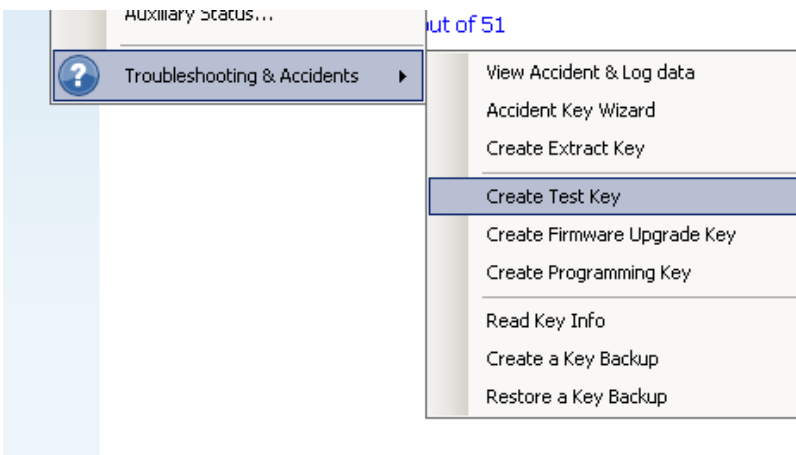 Auxiliary Status...
out of 51
Troubleshooting & Accidents
View Accident & Log data
Accident Key Wizard
Create Extract Key
Create Test Key
Create Firmware Upgrade Key
Create Programming Key
Read Key Info
Create a Key Backup
Restore a Key Backup